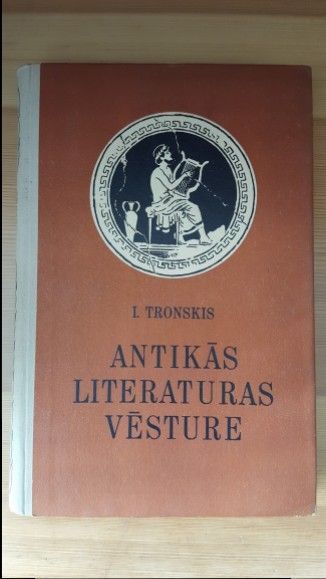 I. TRONSKIS
ANTIKĀS
LITERATURAS
VĒSTURE